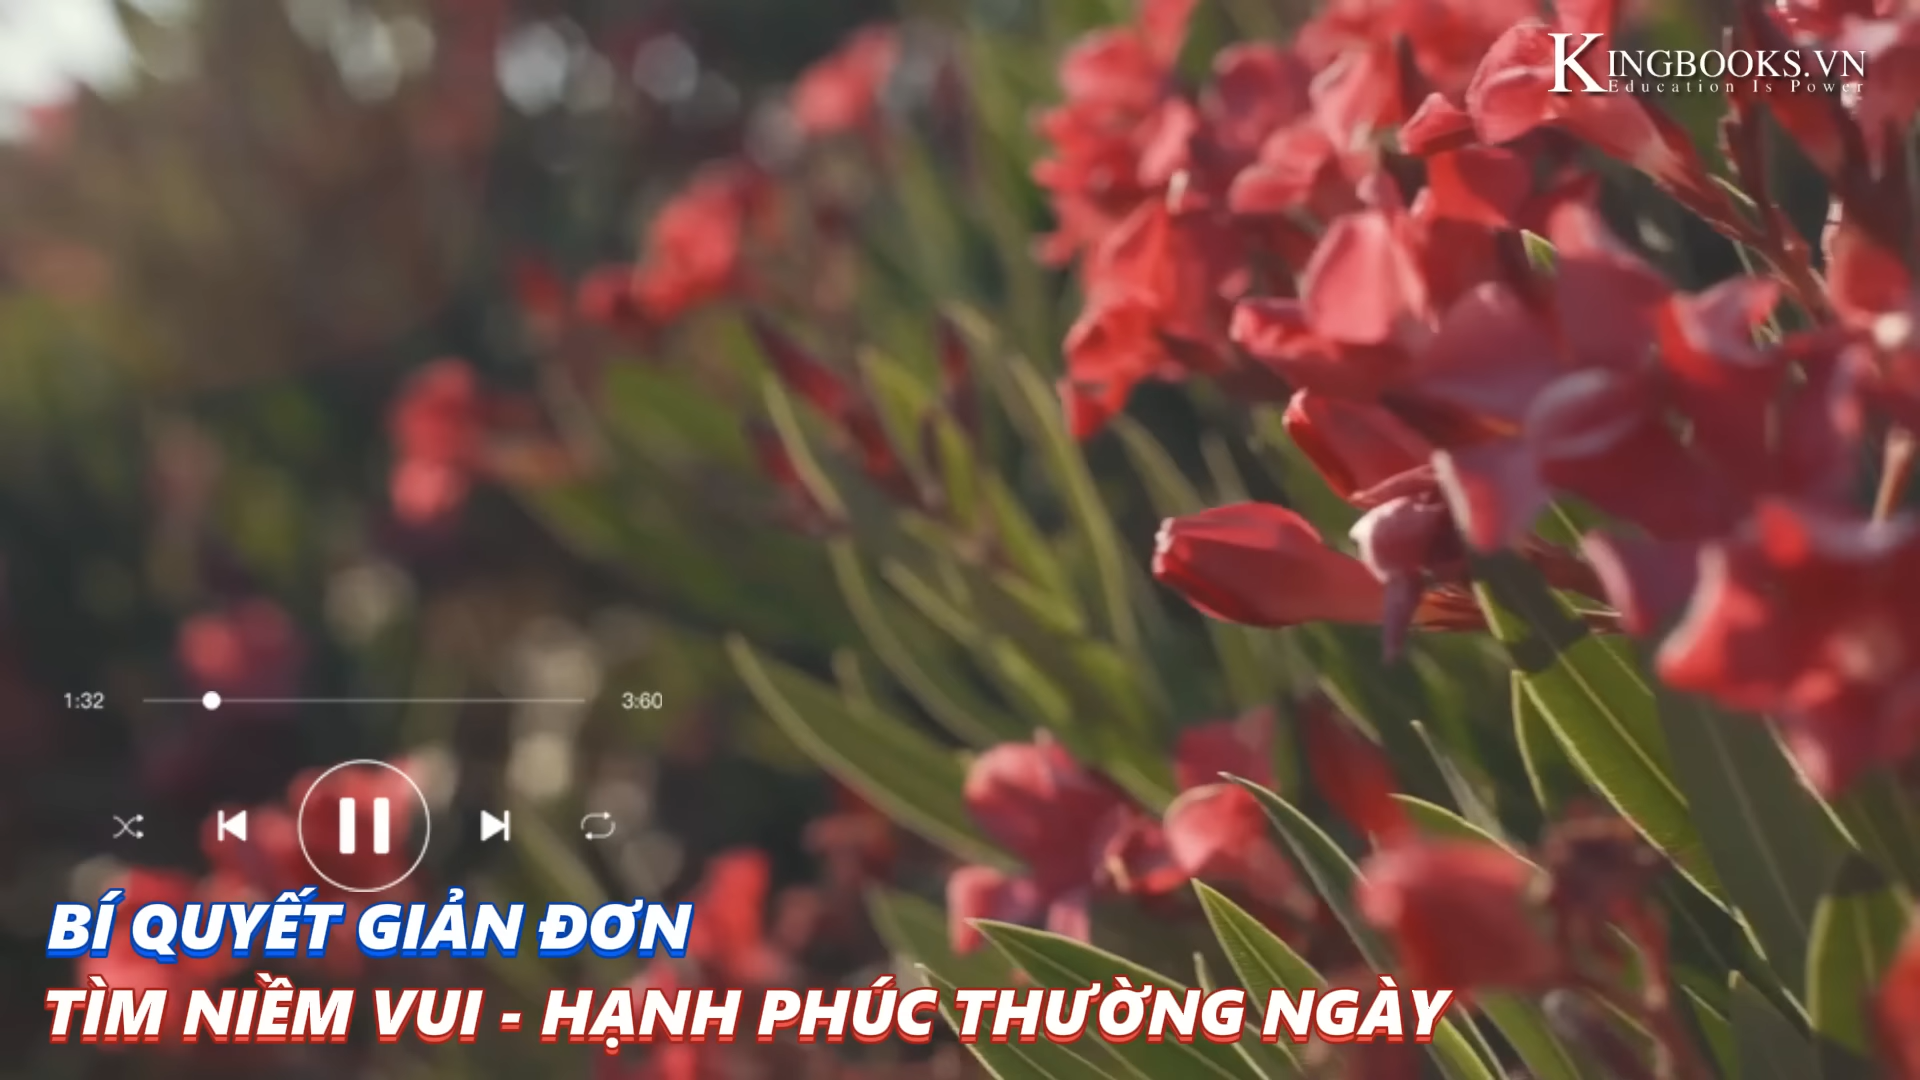 KINGBOOKS.VN
Education Is Power
1:32
3:60
BÍ QUYẾT GIẢN ĐƠN
TÌM NIỀM VUI - HẠNH PHÚC THƯỜNG NGÀY